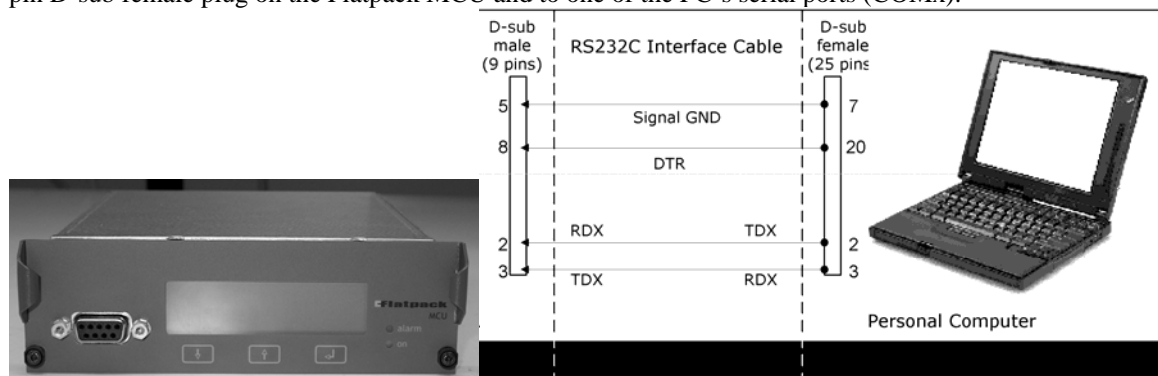 pin D-sub female plug on the Flatpack MCU and to one of the PC's serial ports (COMx).
D-sub
male
(9 pins)
RS232C Interface Cable
D-sub
female
(25 pins
5
Signal GND
7
8
DTR
20
RDX
TDX
2
2
3
TDX
RDX
3
Flatpack
MCU
alarm
on
Personal Computer